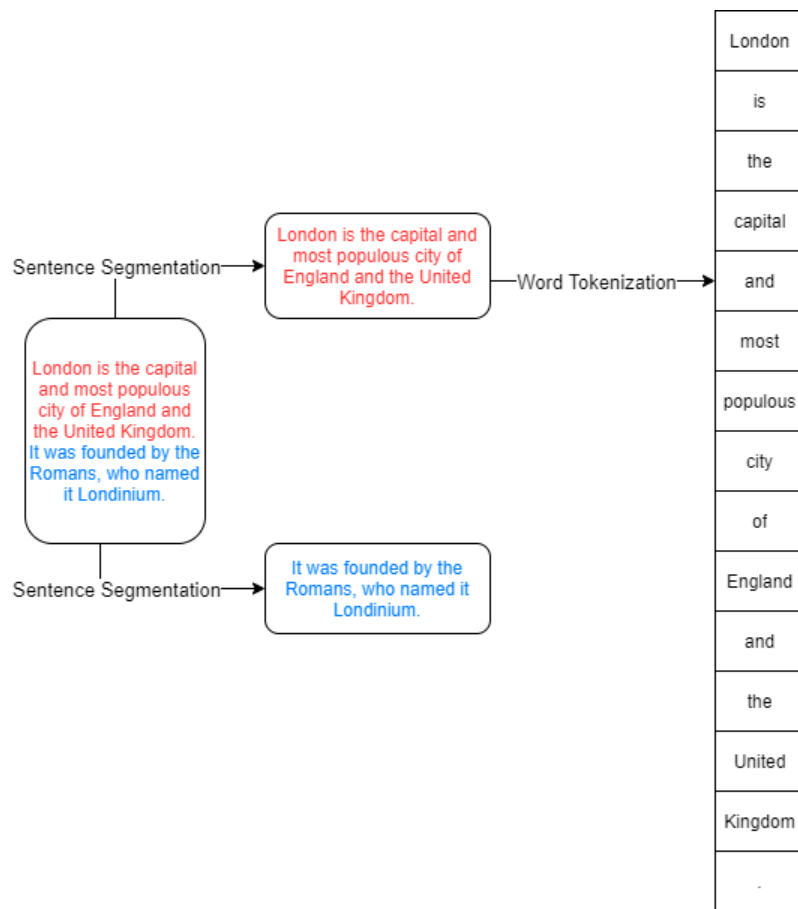 Sentence Segmentation
London is the capital
and most populous
city of England and
the United Kingdom.
It was founded by the
Romans, who named
it Londinium.
Sentence Segmentation
London is the capital and
most populous city of
England and the United
Kingdom.
It was founded by the
Romans, who named it
Londinium.
Word Tokenization
London
is
the
capital
and
most
populous
city
of
England
and
the
United
Kingdom
.